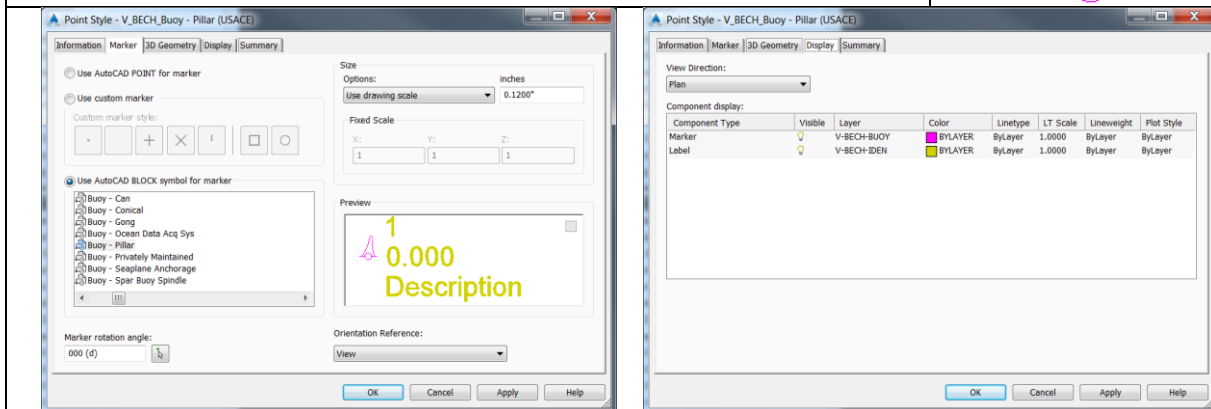 Point Style - V_BECH_Buoy - Pillar (USACE)
Information Marker 3D Geometry Display Summary
Use AutoCAD POINT for marker
Use custom marker
Custom marker style:
Use AutoCAD BLOCK symbol for marker
Buoy - Can
Buoy - Conical
Buoy - Gong
Buoy - Ocean Data Acq Sys
Buoy - Pillar
Buoy - Privately Maintained
Buoy - Seaplane Anchorage
Buoy - Spar Buoy Spindle
Marker rotation angle:
000 (d)
Size
Options: inches
Use drawing scale 0.1200"
Fixed Scale
X: Y: Z:
1 1 1
Preview
1
0.000
Description
Orientation Reference:
View
OK Cancel Apply Help
Point Style - V_BECH_Buoy - Pillar (USACE)
Information Marker 3D Geometry Display Summary
View Direction:
Plan
Component display:
Component Type Visible Layer Color Linetype LT Scale Lineweight Plot Style
Marker V-BECH-BUOY BYLAYER ByLayer 1.0000 ByLayer ByLayer
Label V-BECH-IDEN BYLAYER ByLayer 1.0000 ByLayer ByLayer
OK Cancel Apply Help